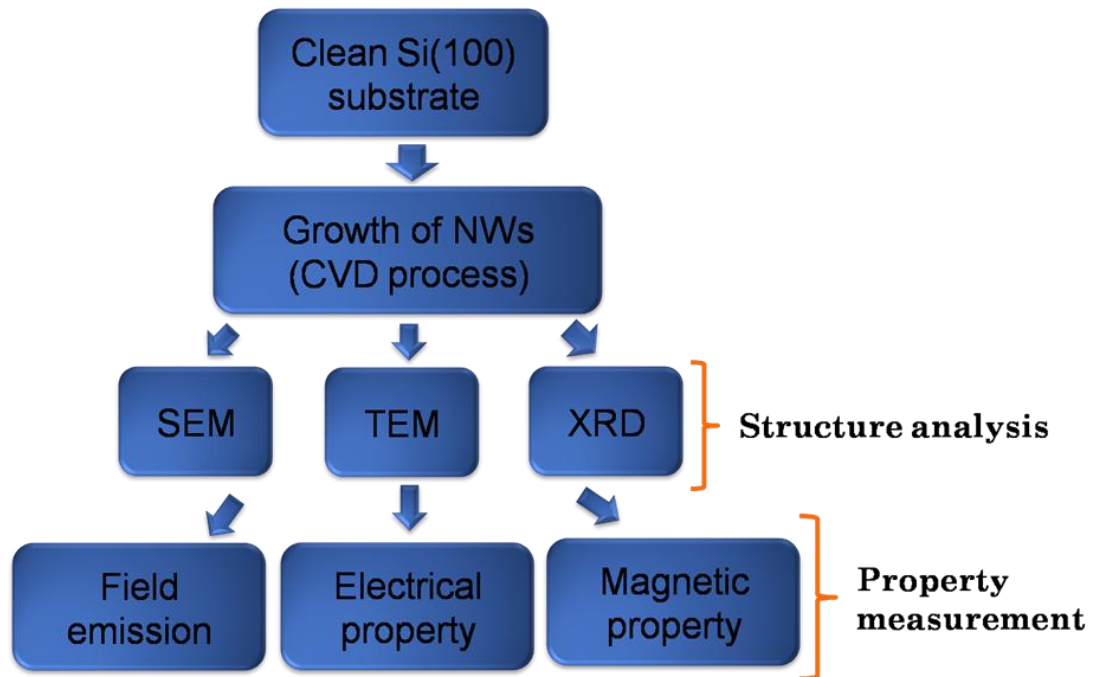 Clean Si(100)
substrate
Growth of NWs
(CVD process)
SEM
TEM
XRD
Structure analysis
Field
emission
Electrical
property
Magnetic
property
Property
measurement